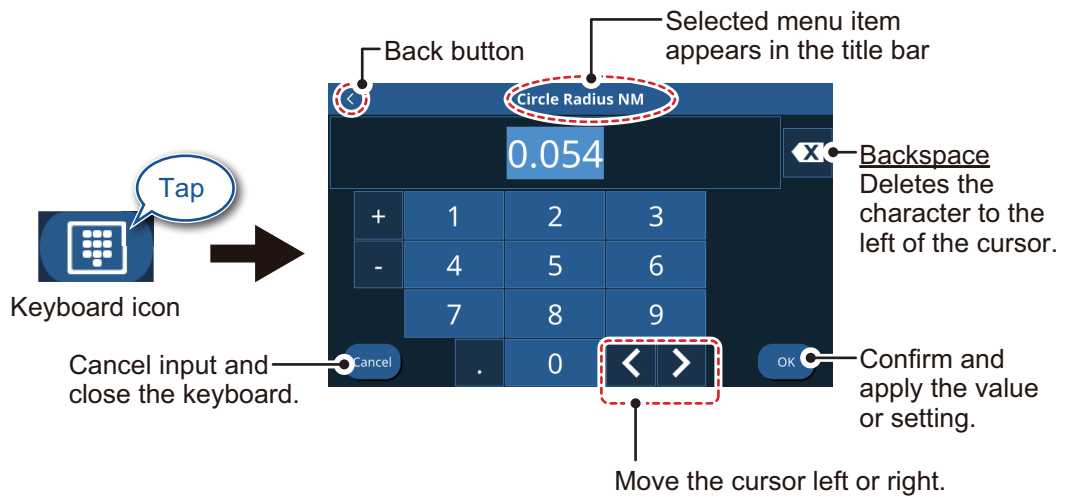 Selected menu item
appears in the title bar
Back button
Circle Radius NM
0.054
X
Backspace
Deletes the
character to the
left of the cursor.
Tap
Keyboard icon
+ 1 2 3
- 4 5 6
7 8 9
Cancel . 0 < > OK
Cancel input and
close the keyboard.
Confirm and
apply the value
or setting.
Move the cursor left or right.